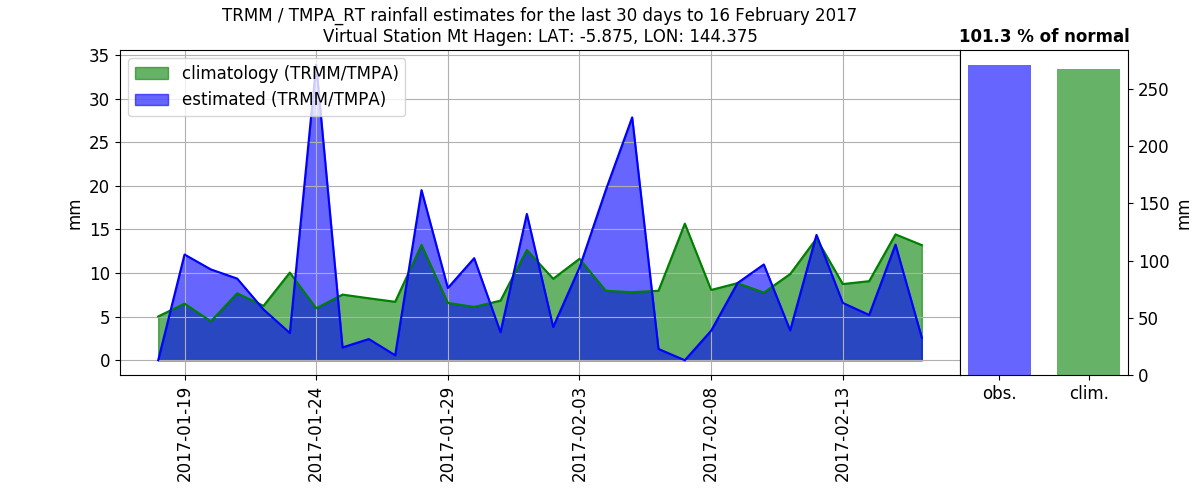 TRMM / TMPA_RT rainfall estimates for the last 30 days to 16 February 2017
Virtual Station Mt Hagen: LAT: -5.875, LON: 144.375
101.3 % of normal
climatology (TRMM/TMPA)
estimated (TRMM/TMPA)
mm
35
30
25
20
15
10
5
0
2017-01-19
2017-01-24
2017-01-29
2017-02-03
2017-02-08
2017-02-13
250
200
150
100
50
0
mm
obs.
clim.